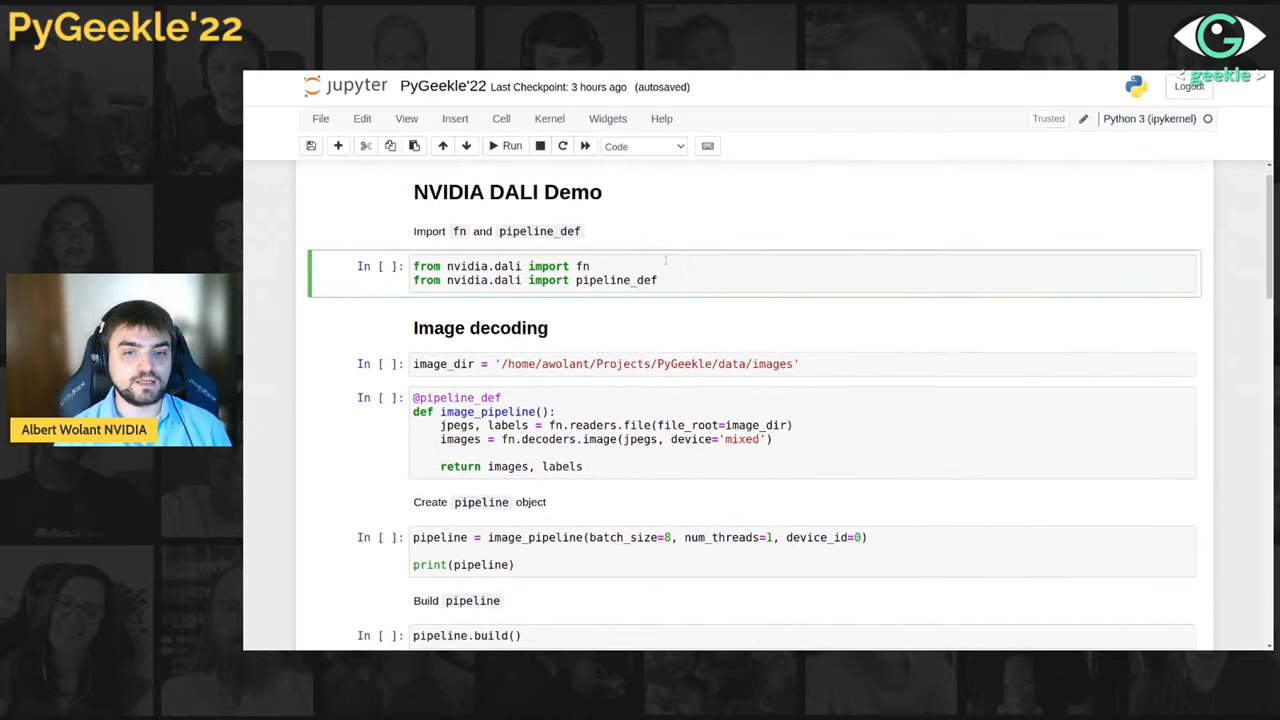 PyGeekle'22
G
< geekle >
jupyter PyGeekle'22 Last Checkpoint: 3 hours ago (autosaved)
Logout
File Edit View Insert Cell Kernel Widgets Help
Trusted Python 3 (ipykernel)
Run Code
NVIDIA DALI Demo
Import fn and pipeline_def
In [ ]: from nvidia.dali import fn
from nvidia.dali import pipeline_def
Image decoding
In [ ]: image_dir = '/home/awolant/Projects/PyGeekle/data/images'
In [ ]: @pipeline_def
def image_pipeline():
jpegs, labels = fn.readers.file(file_root=image_dir)
images = fn.decoders.image(jpegs, device='mixed')
return images, labels
Create pipeline object
In [ ]: pipeline = image_pipeline(batch_size=8, num_threads=1, device_id=0)
print(pipeline)
Build pipeline
In [ ]: pipeline.build()
Albert Wolant NVIDIA